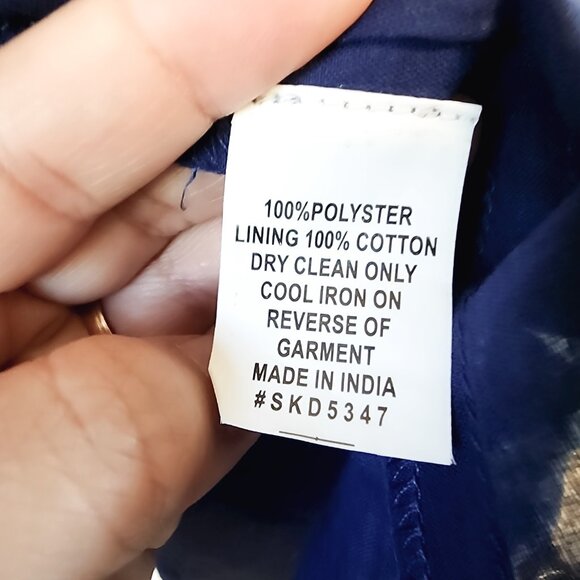 100%POLYSTER
LINING 100% COTTON
DRY CLEAN ONLY
COOL IRON ON
REVERSE OF
GARMENT
MADE IN INDIA
#SKD5347